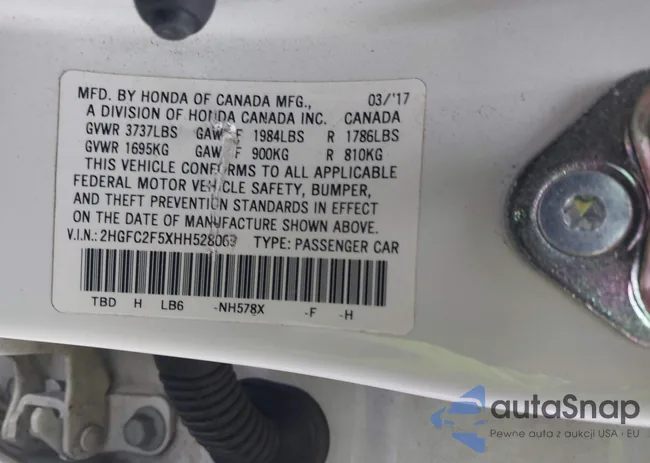 MFD. BY HONDA OF CANADA MFG., 03/'17
A DIVISION OF HONDA CANADA INC. CANADA
GVWR 3737LBS GAW F 1984LBS R 1786LBS
GVWR 1695KG GAW F 900KG R 810KG
THIS VEHICLE CONFORMS TO ALL APPLICABLE
FEDERAL MOTOR VEHICLE SAFETY, BUMPER,
AND THEFT PREVENTION STANDARDS IN EFFECT
ON THE DATE OF MANUFACTURE SHOWN ABOVE.
V.I.N.: 2HGFC2F5XHH528063 TYPE: PASSENGER CAR
TBD H LB6 -NH578X -F -H
autaSnap
Pewne auta z aukcji USA i EU